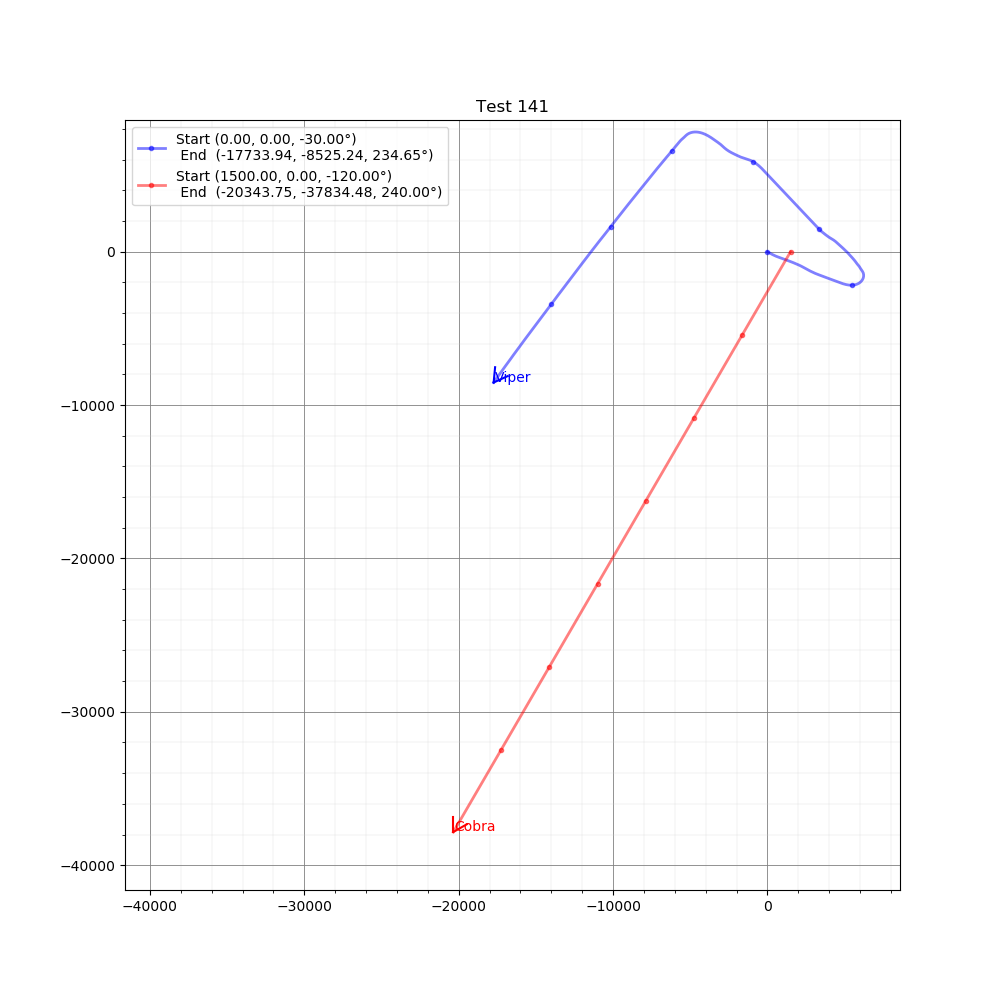 Test 141
Start (0.00, 0.00, -30.00°)
End  (-17733.94, -8525.24, 234.65°)
Start (1500.00, 0.00, -120.00°)
End  (-20343.75, -37834.48, 240.00°)
0
−10000
−20000
−30000
−40000
Viper
Cobra
−40000 −30000 −20000 −10000 0